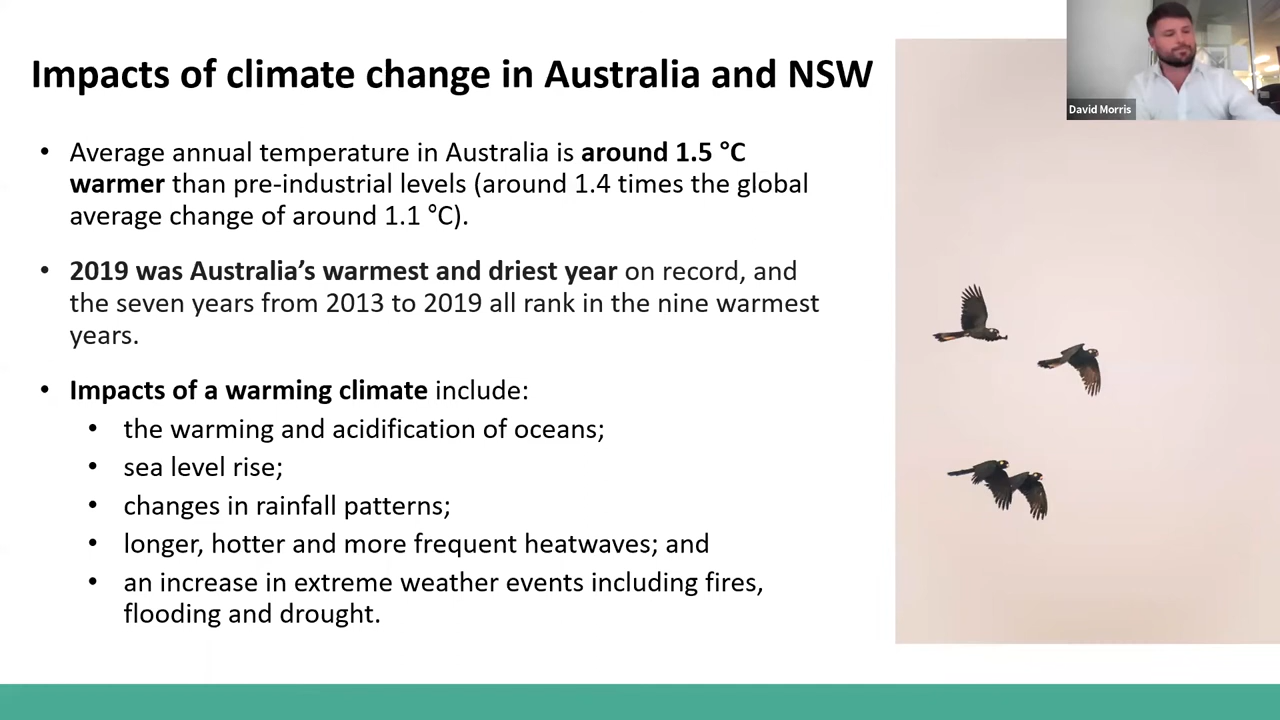 Impacts of climate change in Australia and NSW
David Morris
• Average annual temperature in Australia is around 1.5 °C
warmer than pre-industrial levels (around 1.4 times the global
average change of around 1.1 °C).
• 2019 was Australia’s warmest and driest year on record, and
the seven years from 2013 to 2019 all rank in the nine warmest
years.
• Impacts of a warming climate include:
• the warming and acidification of oceans;
• sea level rise;
• changes in rainfall patterns;
• longer, hotter and more frequent heatwaves; and
• an increase in extreme weather events including fires,
flooding and drought.